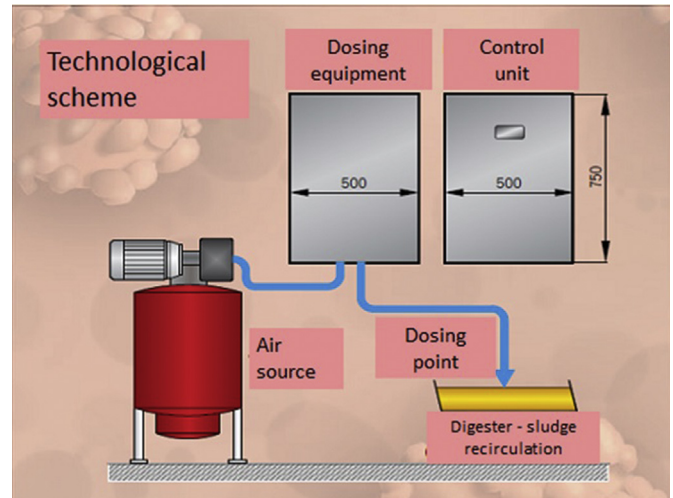 Technological
scheme
Dosing
equipment
Control
unit
500
500
750
Air
source
Dosing
point
Digester - sludge
recirculation